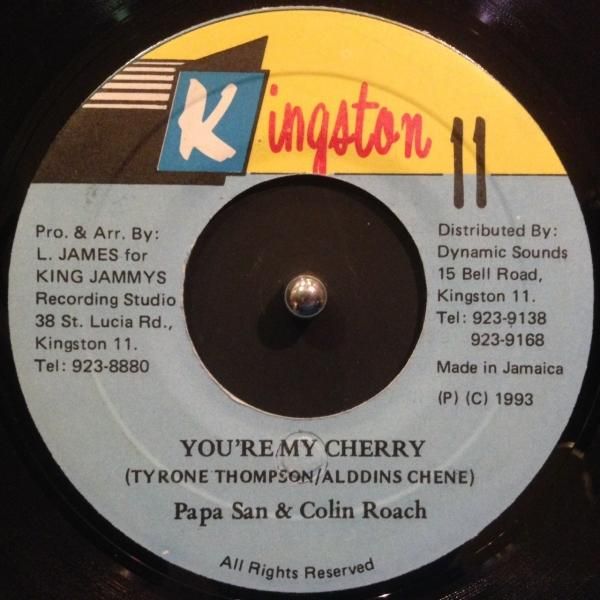 Kingston 11
Pro. & Arr. By:
L. JAMES for
KING JAMMYS
Recording Studio
38 St. Lucia Rd.,
Kingston 11.
Tel: 923-8880
Distributed By:
Dynamic Sounds
15 Bell Road,
Kingston 11.
Tel: 923-9138
923-9168
Made in Jamaica
(P) (C) 1993
YOU'RE MY CHERRY
(TYRONE THOMPSON/ALDDINS CHENE)
Papa San & Colin Roach
All Rights Reserved